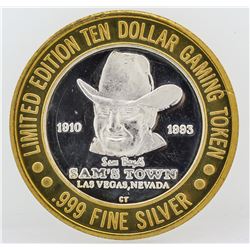 LIMITED EDITION TEN DOLLAR GAMING TOKEN
1910 1993
Sam Boyd's
SAM'S TOWN
LAS VEGAS, NEVADA
CT
.999 FINE SILVER